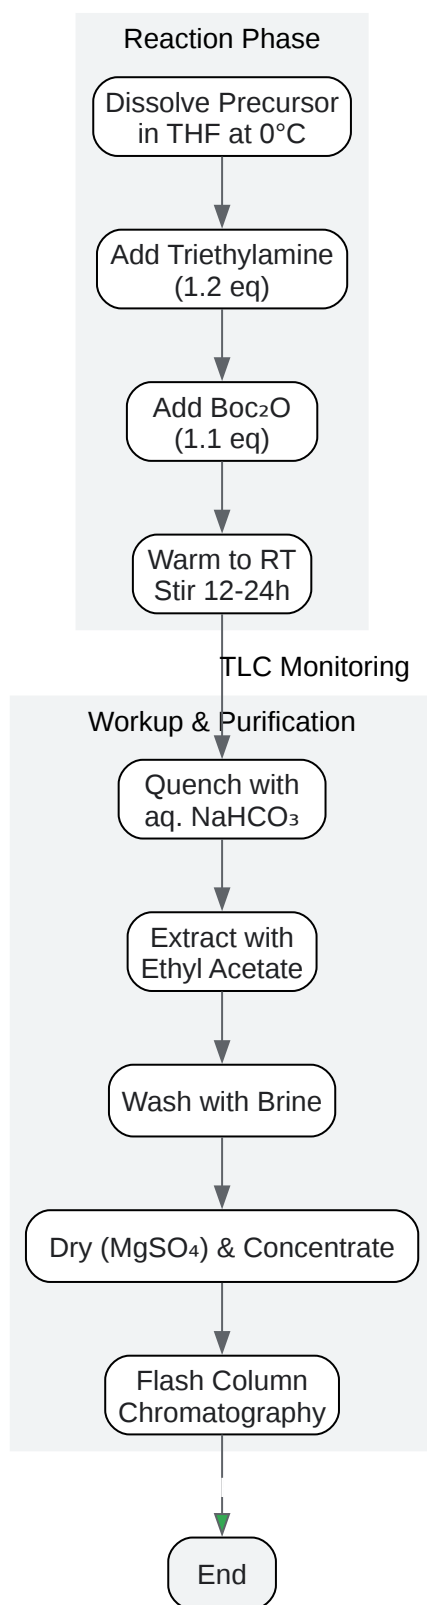 Reaction Phase
Dissolve Precursor
in THF at 0°C
Add Triethylamine
(1.2 eq)
Add Boc₂O
(1.1 eq)
Warm to RT
Stir 12-24h
TLC Monitoring
Workup & Purification
Quench with
aq. NaHCO₃
Extract with
Ethyl Acetate
Wash with Brine
Dry (MgSO₄) & Concentrate
Flash Column
Chromatography
End